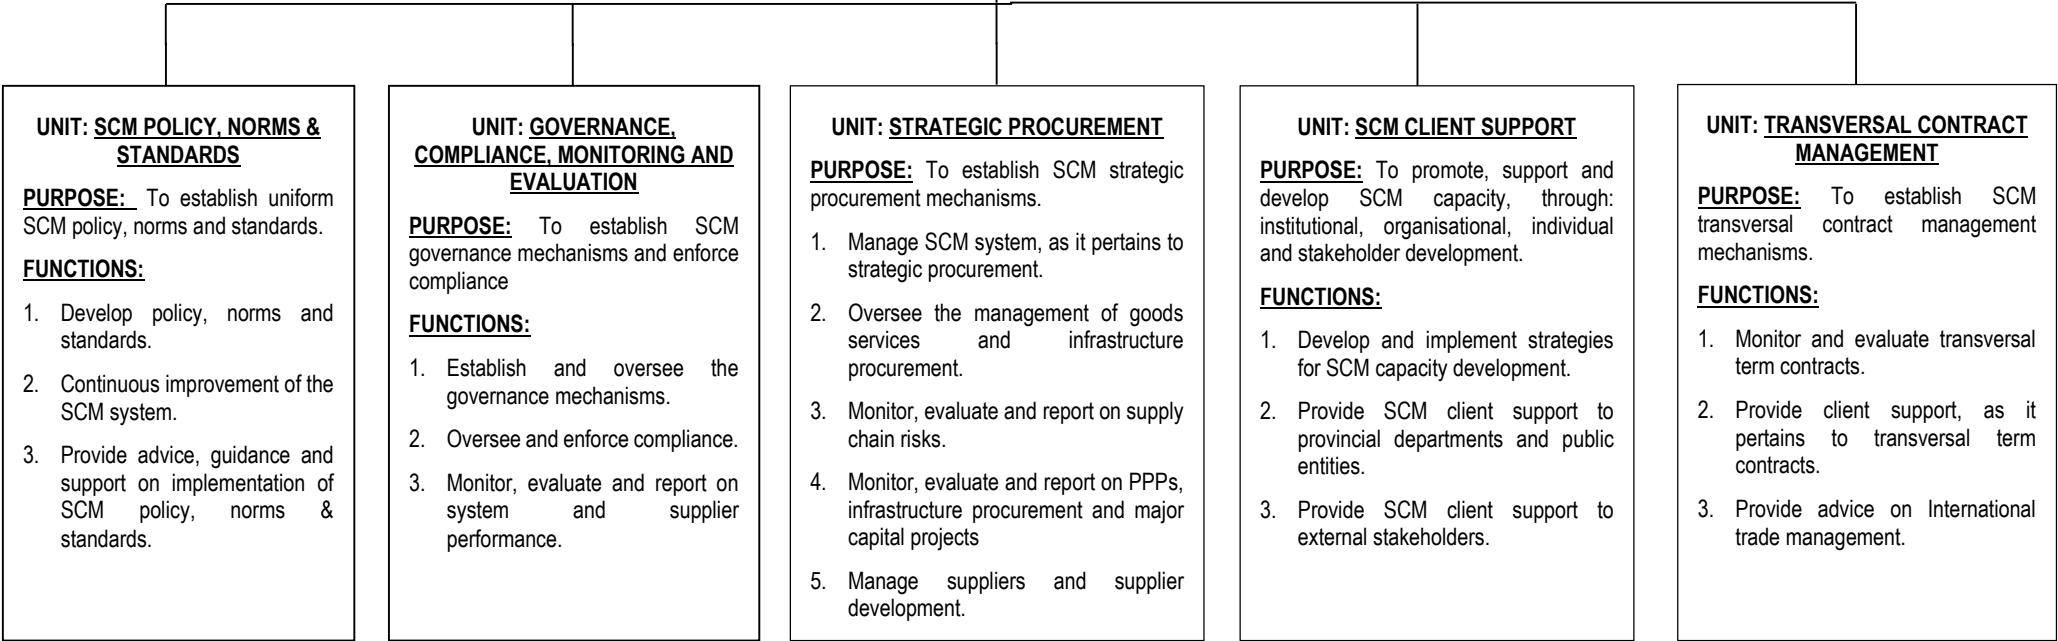 UNIT: SCM POLICY, NORMS &
STANDARDS
PURPOSE: To establish uniform
SCM policy, norms and standards.
FUNCTIONS:
1. Develop policy, norms and
standards.
2. Continuous improvement of the
SCM system.
3. Provide advice, guidance and
support on implementation of
SCM policy, norms &
standards.
UNIT: GOVERNANCE,
COMPLIANCE, MONITORING AND
EVALUATION
PURPOSE: To establish SCM
governance mechanisms and enforce
compliance
FUNCTIONS:
1. Establish and oversee the
governance mechanisms.
2. Oversee and enforce compliance.
3. Monitor, evaluate and report on
system and supplier
performance.
UNIT: STRATEGIC PROCUREMENT
PURPOSE: To establish SCM strategic
procurement mechanisms.
1. Manage SCM system, as it pertains to
strategic procurement.
2. Oversee the management of goods
services and infrastructure
procurement.
3. Monitor, evaluate and report on supply
chain risks.
4. Monitor, evaluate and report on PPPs,
infrastructure procurement and major
capital projects
5. Manage suppliers and supplier
development.
UNIT: SCM CLIENT SUPPORT
PURPOSE: To promote, support and
develop SCM capacity, through:
institutional, organisational, individual
and stakeholder development.
FUNCTIONS:
1. Develop and implement strategies
for SCM capacity development.
2. Provide SCM client support to
provincial departments and public
entities.
3. Provide SCM client support to
external stakeholders.
UNIT: TRANSVERSAL CONTRACT
MANAGEMENT
PURPOSE: To establish SCM
transversal contract management
mechanisms.
FUNCTIONS:
1. Monitor and evaluate transversal
term contracts.
2. Provide client support, as it
pertains to transversal term
contracts.
3. Provide advice on International
trade management.